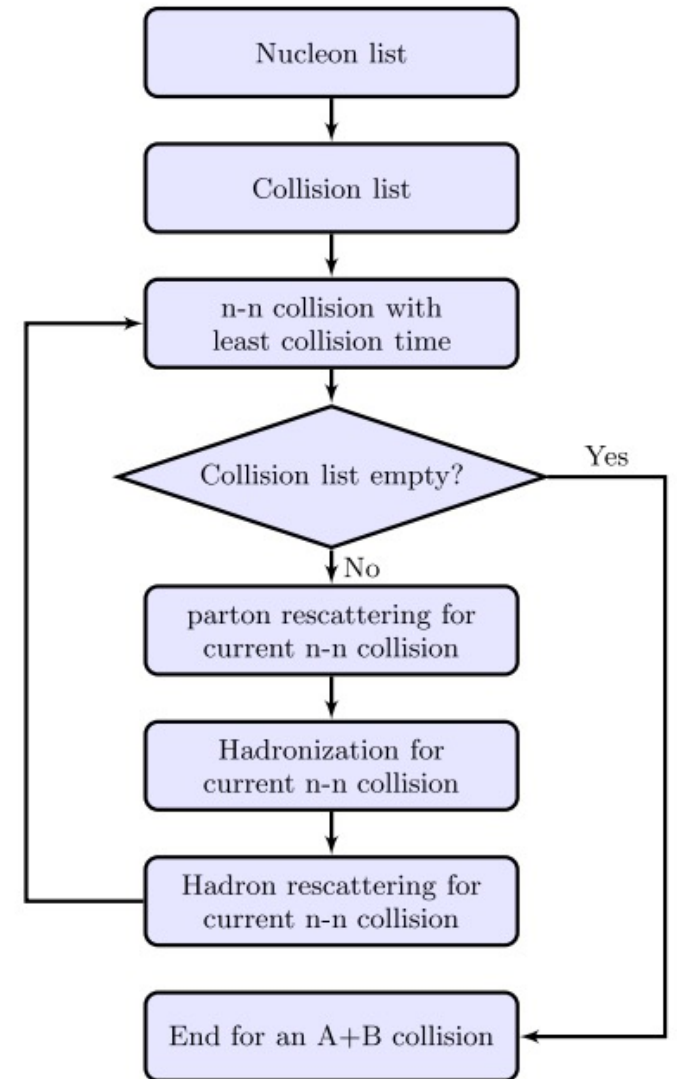 Nucleon list
Collision list
n-n collision with
least collision time
Collision list empty?
Yes
No
parton rescattering for
current n-n collision
Hadronization for
current n-n collision
Hadron rescattering for
current n-n collision
End for an A+B collision